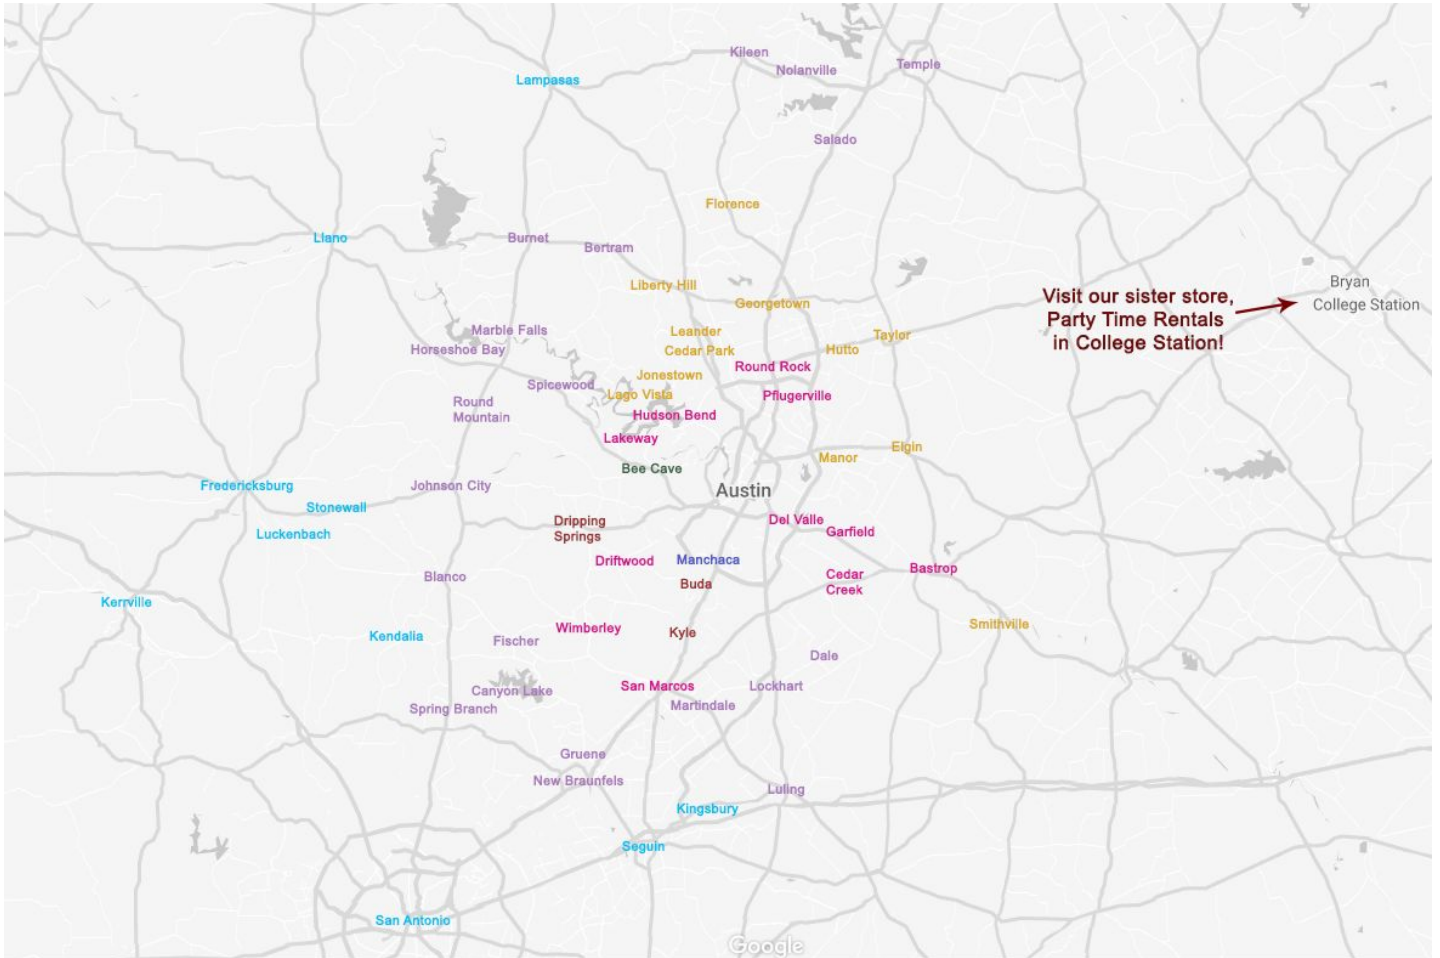 Kileen
Temple
Nolanville
Lampasas
Salado
Florence
Llano
Burnet
Bertram
Liberty Hill
Georgetown
Bryan
College Station
Visit our sister store,
Party Time Rentals
in College Station!
Marble Falls
Leander
Taylor
Horseshoe Bay
Cedar Park
Hutto
Round Rock
Jonestown
Spicewood
Lago Vista
Pflugerville
Round
Mountain
Hudson Bend
Lakeway
Elgin
Manor
Bee Cave
Fredericksburg
Johnson City
Austin
Stonewall
Dripping
Springs
Del Valle
Luckenbach
Garfield
Driftwood
Manchaca
Bastrop
Blanco
Cedar
Creek
Buda
Kerrville
Smithville
Wimberley
Kyle
Kendalia
Fischer
Dale
San Marcos
Lockhart
Canyon Lake
Martindale
Spring Branch
Gruene
New Braunfels
Luling
Kingsbury
Seguin
San Antonio
Google